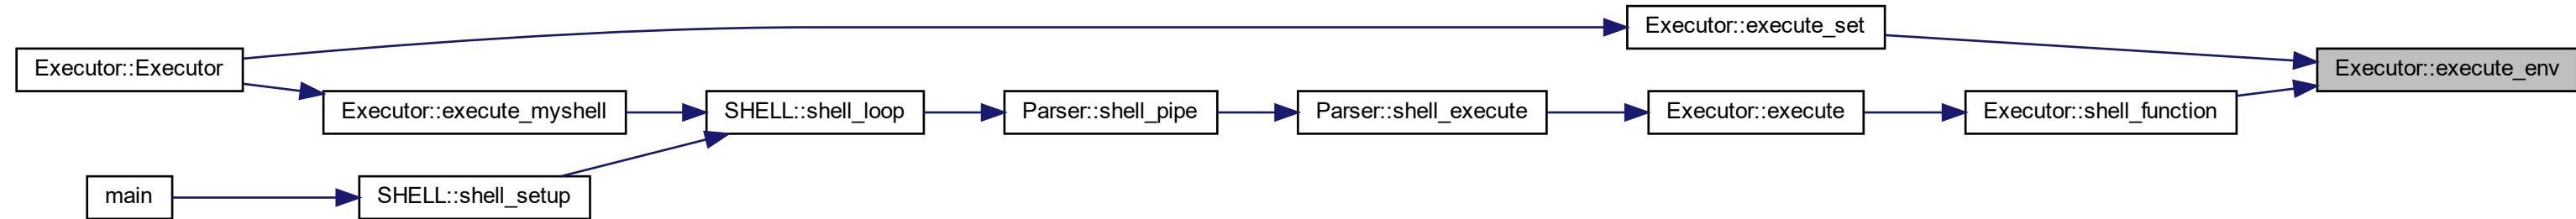 Executor::execute_set
Executor::Executor
Executor::execute_env
Executor::execute_myshell
SHELL::shell_loop
Parser::shell_pipe
Parser::shell_execute
Executor::execute
Executor::shell_function
main
SHELL::shell_setup